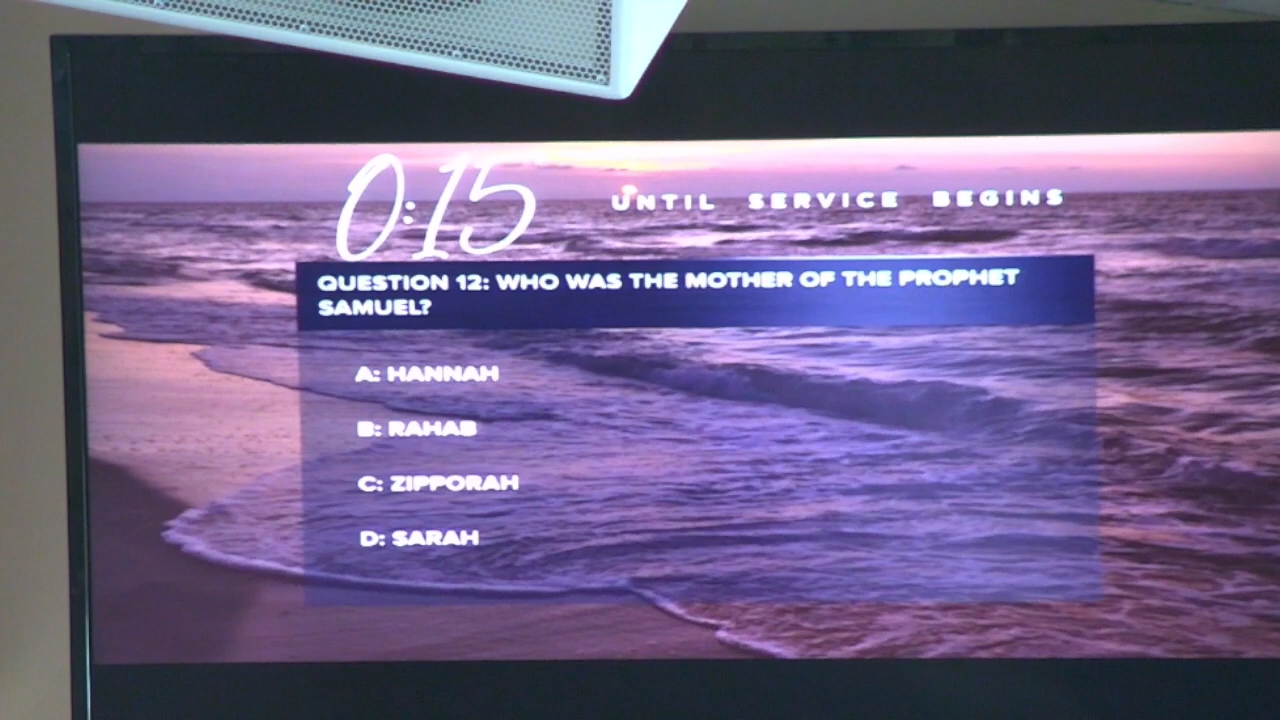 0:15
UNTIL SERVICE BEGINS
QUESTION 12: WHO WAS THE MOTHER OF THE PROPHET
SAMUEL?
A: HANNAH
B: RAHAB
C: ZIPPORAH
D: SARAH